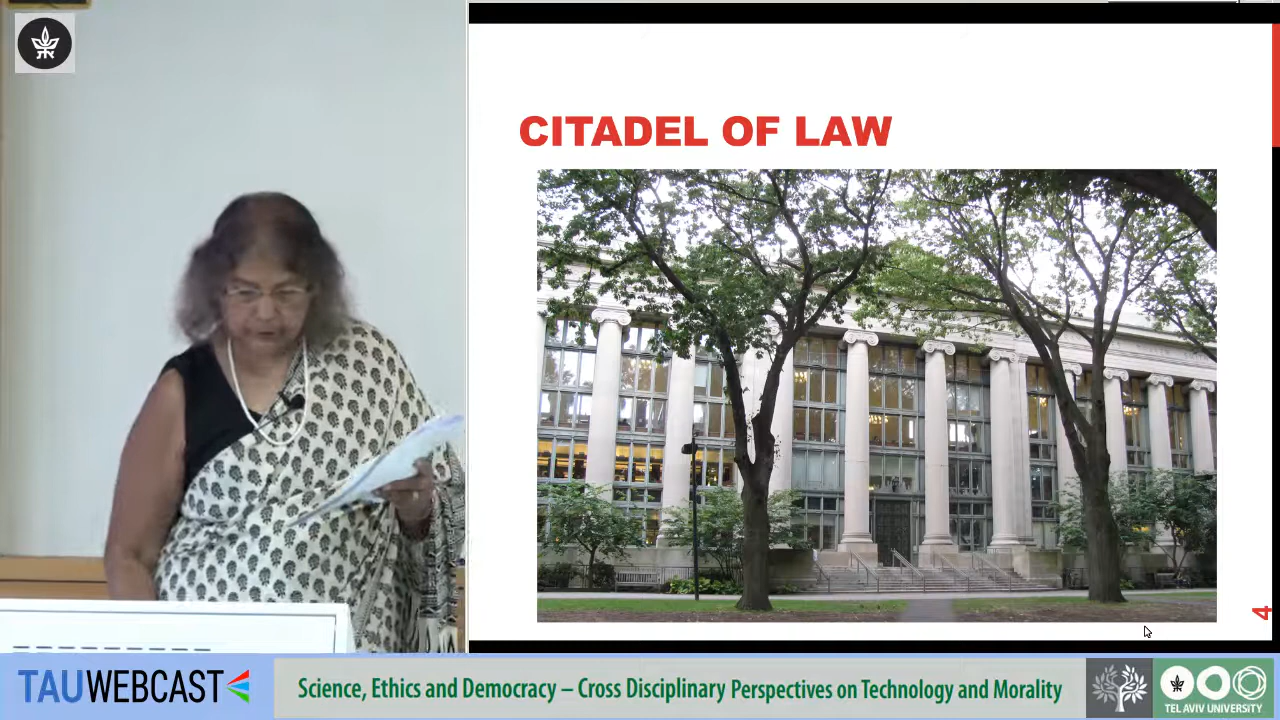 CITADEL OF LAW
4
TAUWEBCAST
Science, Ethics and Democracy – Cross Disciplinary Perspectives on Technology and Morality
TEL AVIV UNIVERSITY